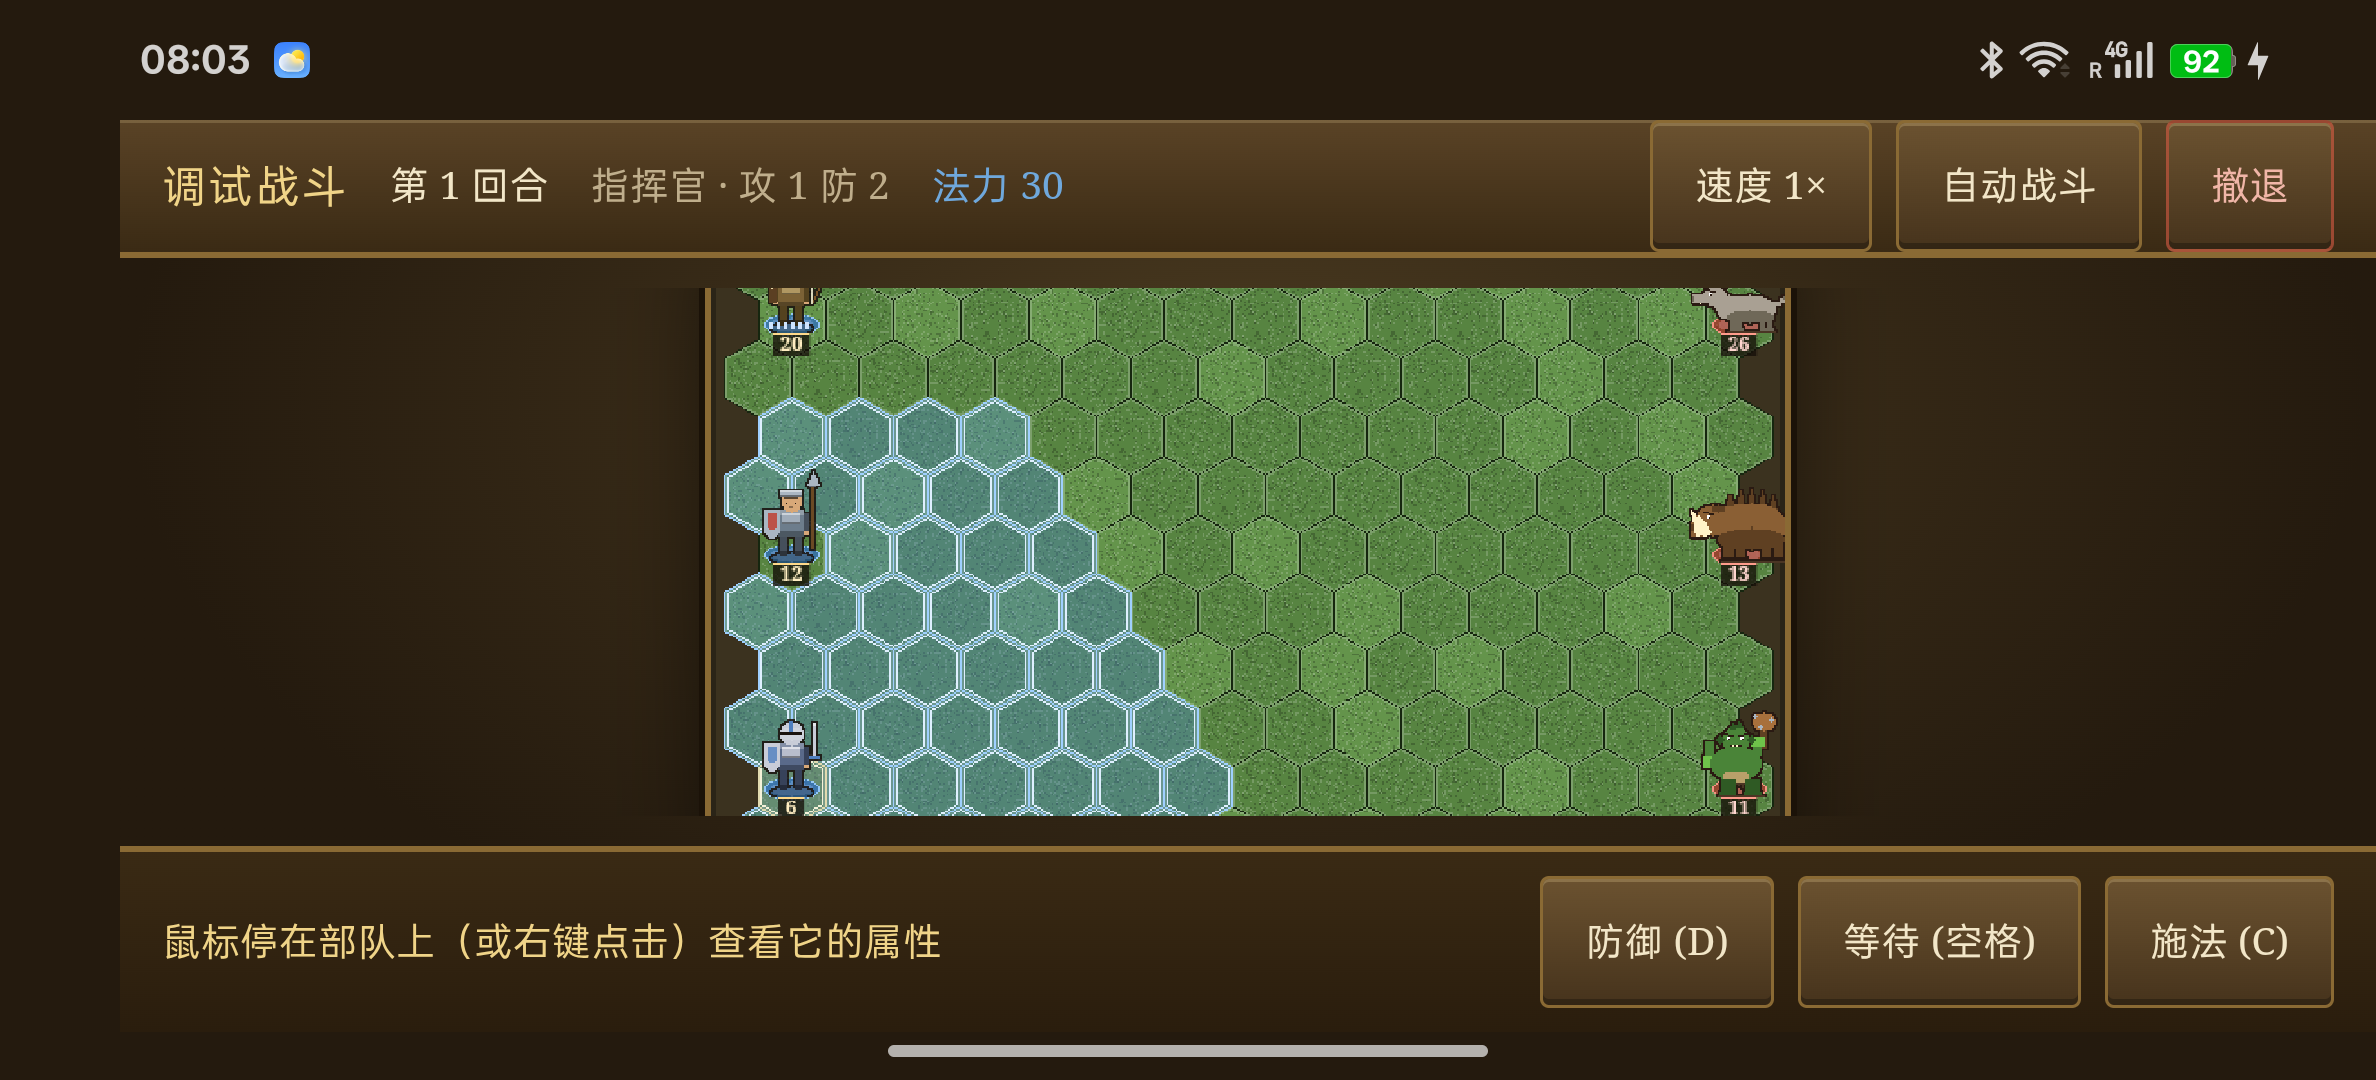 08:03
4G
R
92
调试战斗 第 1 回合 指挥官 · 攻 1 防 2 法力 30 速度 1× 自动战斗 撤退
20
26
12
13
6
11
鼠标停在部队上（或右键点击）查看它的属性 防御 (D) 等待 (空格) 施法 (C)